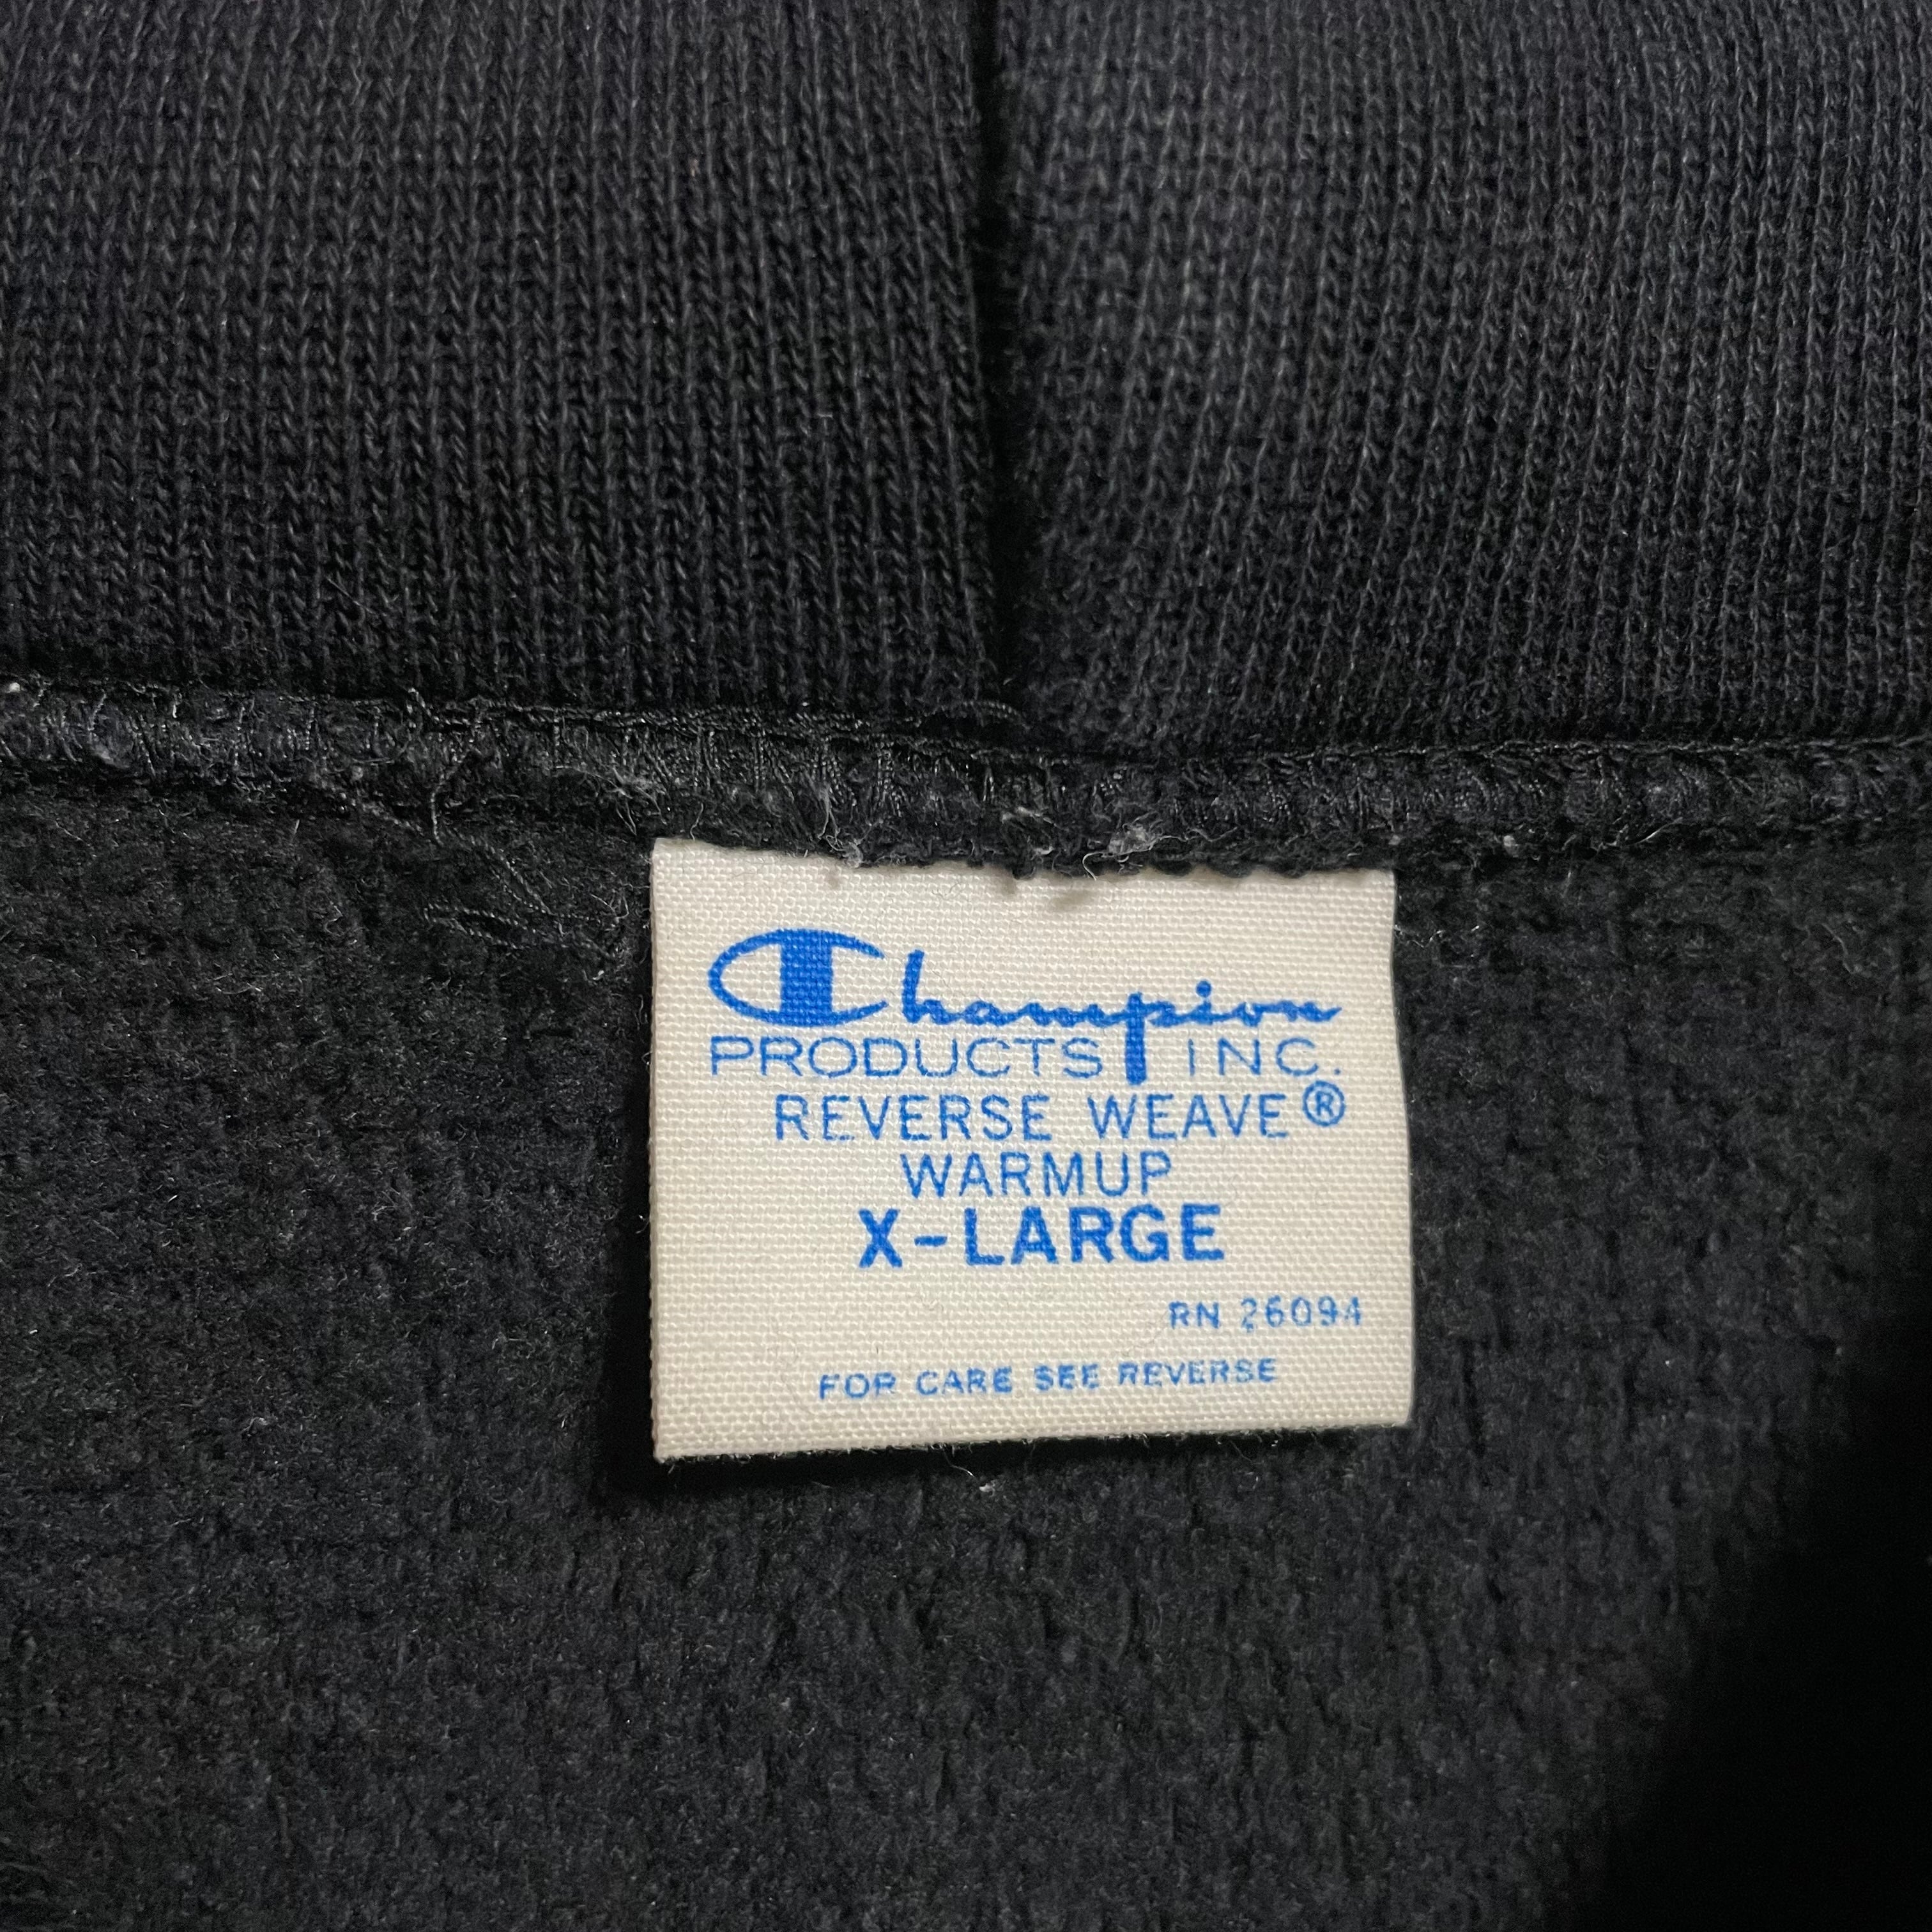 Champion
PRODUCTS INC.
REVERSE WEAVE®
WARMUP
X-LARGE
RN 26094
FOR CARE SEE REVERSE